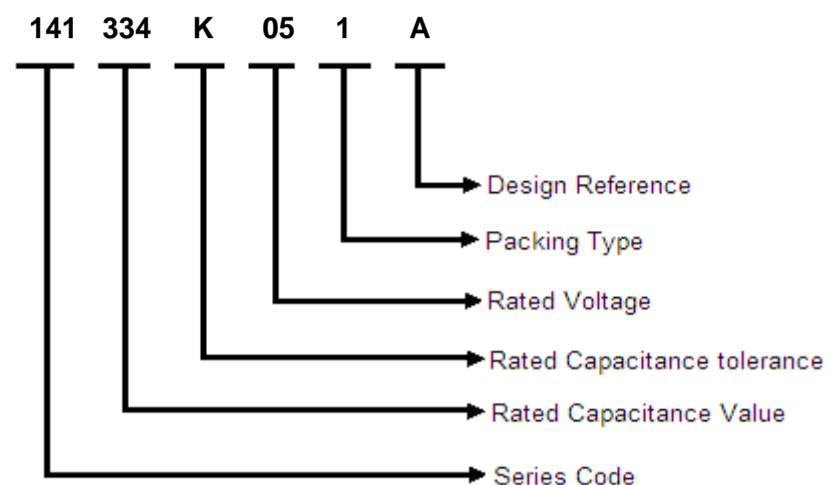 141 334 K 05 1 A
Design Reference
Packing Type
Rated Voltage
Rated Capacitance tolerance
Rated Capacitance Value
Series Code